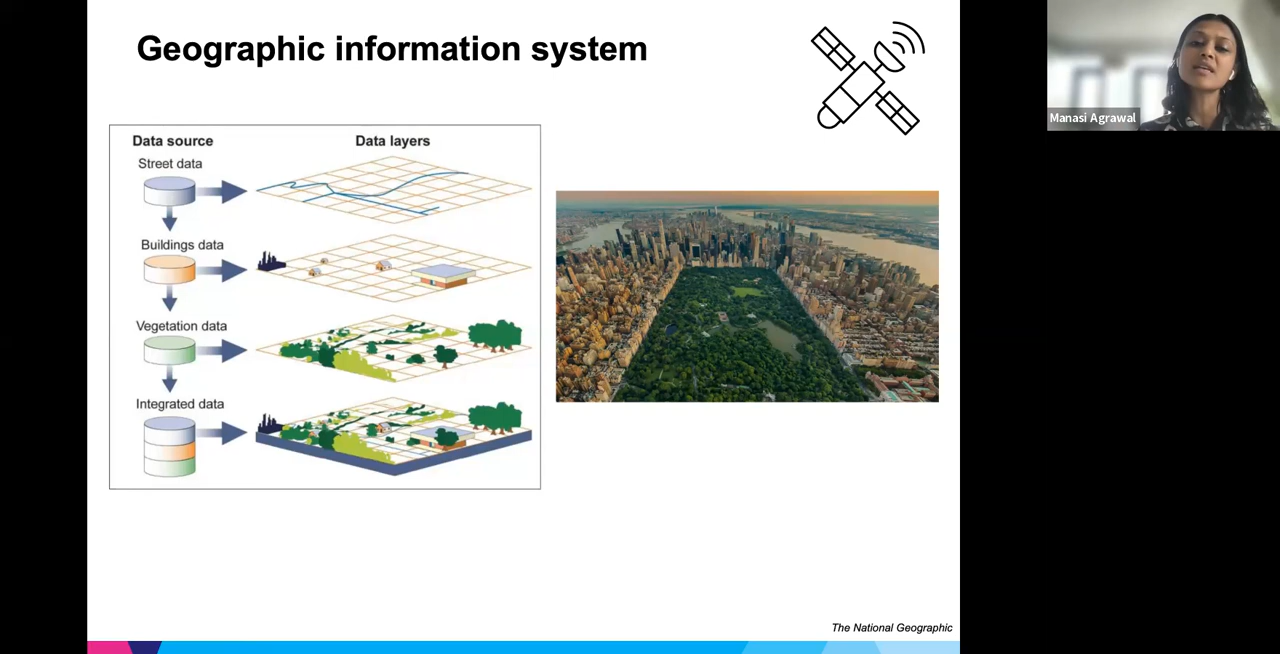 Geographic information system
Manasi Agrawal
Data source
Data layers
Street data
Buildings data
Vegetation data
Integrated data
The National Geographic